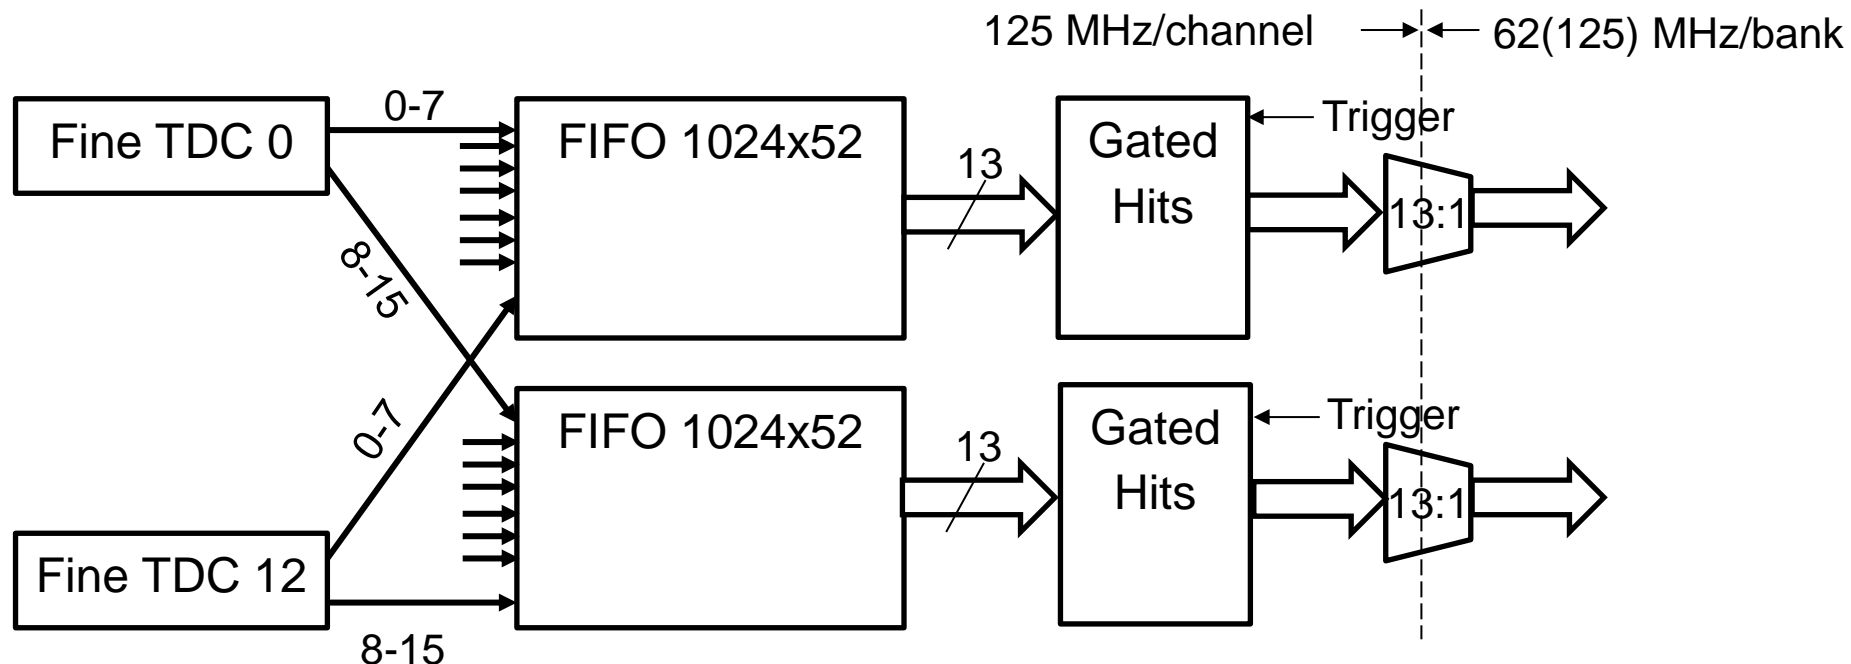 125 MHz/channel
62(125) MHz/bank
Fine TDC 0
0-7
FIFO 1024x52
13
Gated
Hits
Trigger
13:1
8-15
0-7
FIFO 1024x52
13
Gated
Hits
Trigger
13:1
Fine TDC 12
8-15